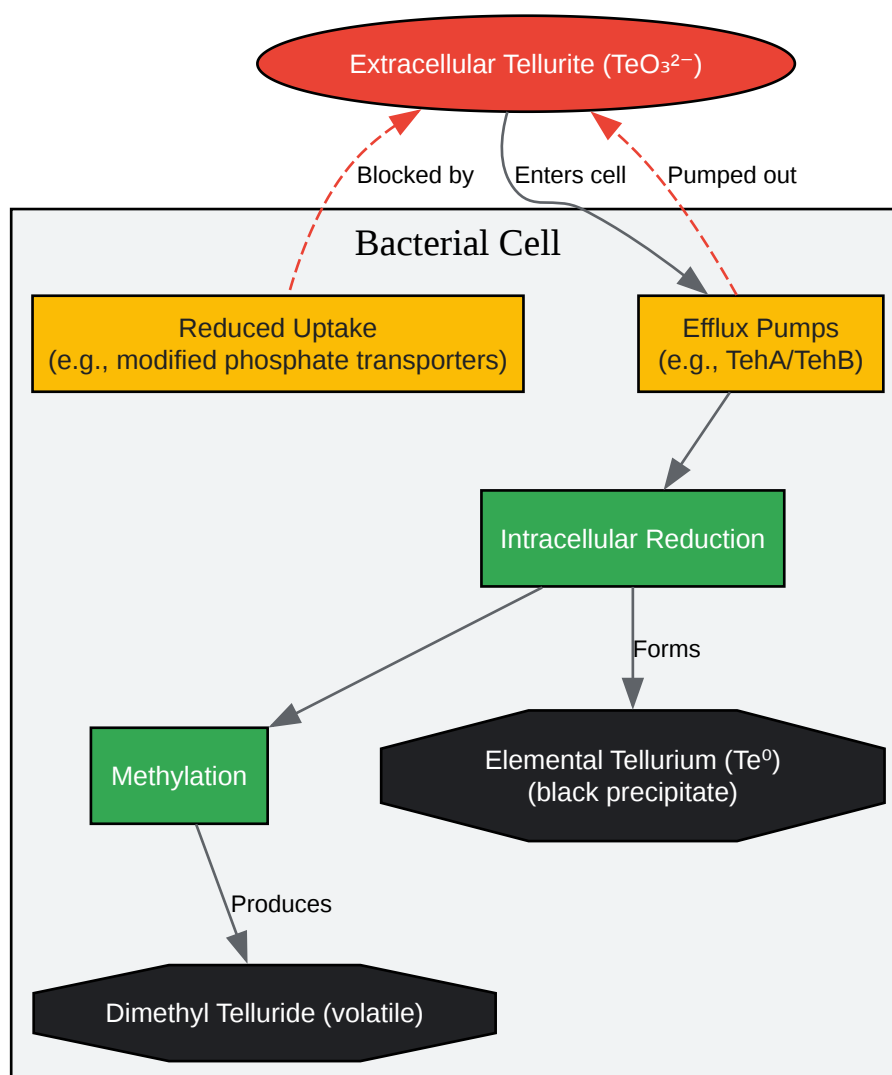 Extracellular Tellurite (TeO₃²⁻)
Blocked by
Enters cell
Pumped out
Bacterial Cell
Reduced Uptake
(e.g., modified phosphate transporters)
Efflux Pumps
(e.g., TehA/TehB)
Intracellular Reduction
Forms
Methylation
Elemental Tellurium (Te⁰)
(black precipitate)
Produces
Dimethyl Telluride (volatile)